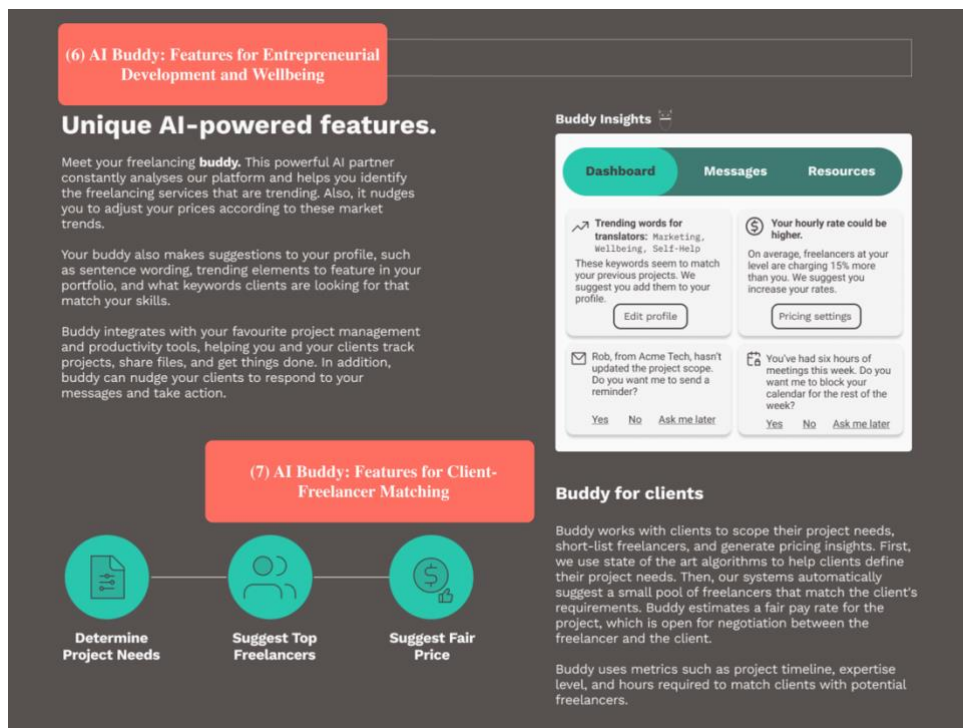 (6) AI Buddy: Features for Entrepreneurial
Development and Wellbeing
Unique AI-powered features.
Meet your freelancing buddy. This powerful AI partner
constantly analyses our platform and helps you identify
the freelancing services that are trending. Also, it nudges
you to adjust your prices according to these market
trends.
Your buddy also makes suggestions to your profile, such
as sentence wording, trending elements to feature in your
portfolio, and what keywords clients are looking for that
match your skills.
Buddy integrates with your favourite project management
and productivity tools, helping you and your clients track
projects, share files, and get things done. In addition,
buddy can nudge your clients to respond to your
messages and take action.
Buddy Insights
Dashboard
Messages
Resources
Trending words for
translators: Marketing,
Wellbeing, Self-Help
These keywords seem to match
your previous projects. We
suggest you add them to your
profile.
Edit profile
Your hourly rate could be
higher.
On average, freelancers at your
level are charging 15% more
than you. We suggest you
increase your rates.
Pricing settings
Rob, from Acme Tech, hasn't
updated the project scope.
Do you want me to send a
reminder?
Yes No Ask me later
You've had six hours of
meetings this week. Do you
want me to block your
calendar for the rest of the
week?
Yes No Ask me later
(7) AI Buddy: Features for Client-
Freelancer Matching
Determine
Project Needs
Suggest Top
Freelancers
Suggest Fair
Price
Buddy for clients
Buddy works with clients to scope their project needs,
short-list freelancers, and generate pricing insights. First,
we use state of the art algorithms to help clients define
their project needs. Then, our systems automatically
suggest a small pool of freelancers that match the client's
requirements. Buddy estimates a fair pay rate for the
project, which is open for negotiation between the
freelancer and the client.
Buddy uses metrics such as project timeline, expertise
level, and hours required to match clients with potential
freelancers.